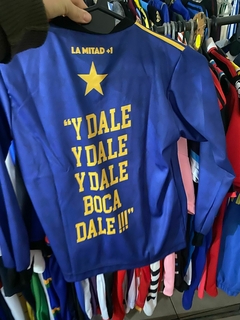 LA MITAD +1
"Y DALE
Y DALE
Y DALE
BOCA
DALE!!!"